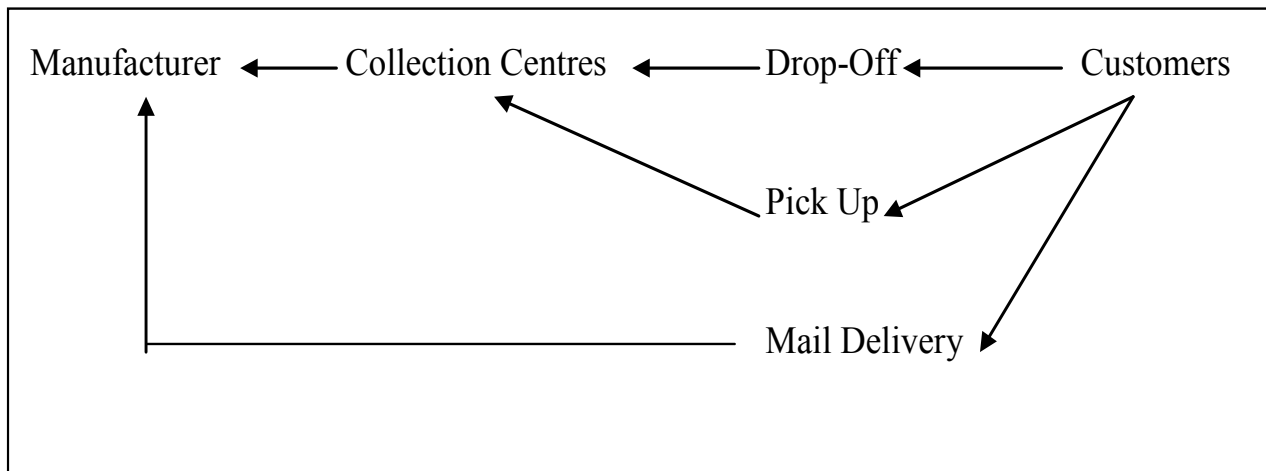 Manufacturer Collection Centres Drop-Off Customers
Pick Up
Mail Delivery